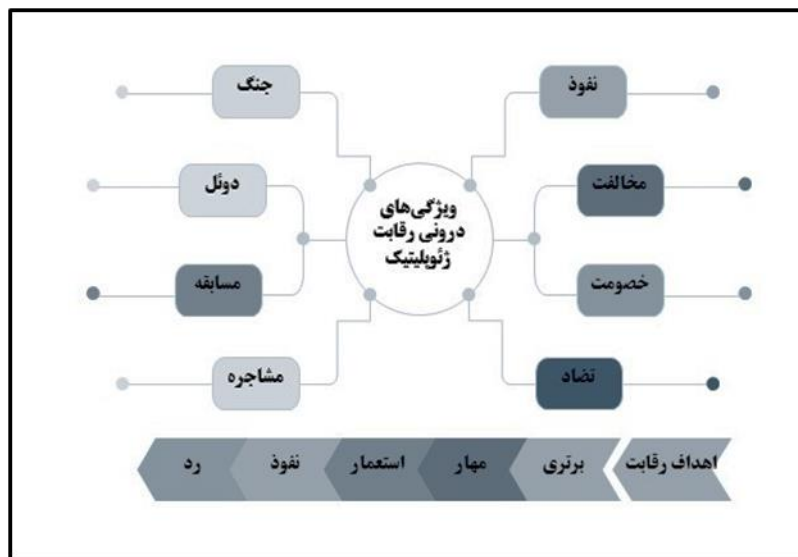 ویژگی‌های
درونی رقابت
ژئوپلیتیک
نفوذ
مخالفت
خصومت
تضاد
جنگ
دوئل
مسابقه
مشاجره
اهداف رقابت
برتری
مهار
استعمار
نفوذ
رد